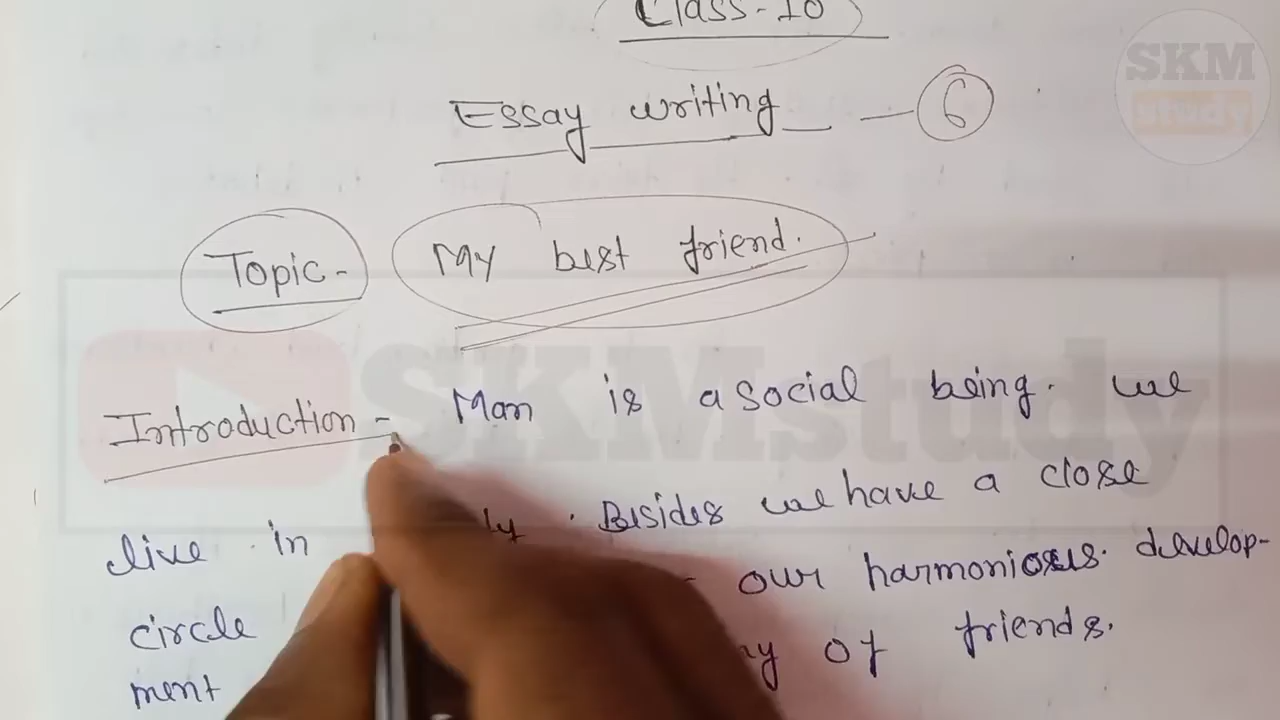 Class-10
Essay writing - 6
Topic- My best friend.
Introduction - Man is a social being. we
live in Besides we have a close
circle our harmonious develop-
ment of friends.
SKM
study
SKMstudy